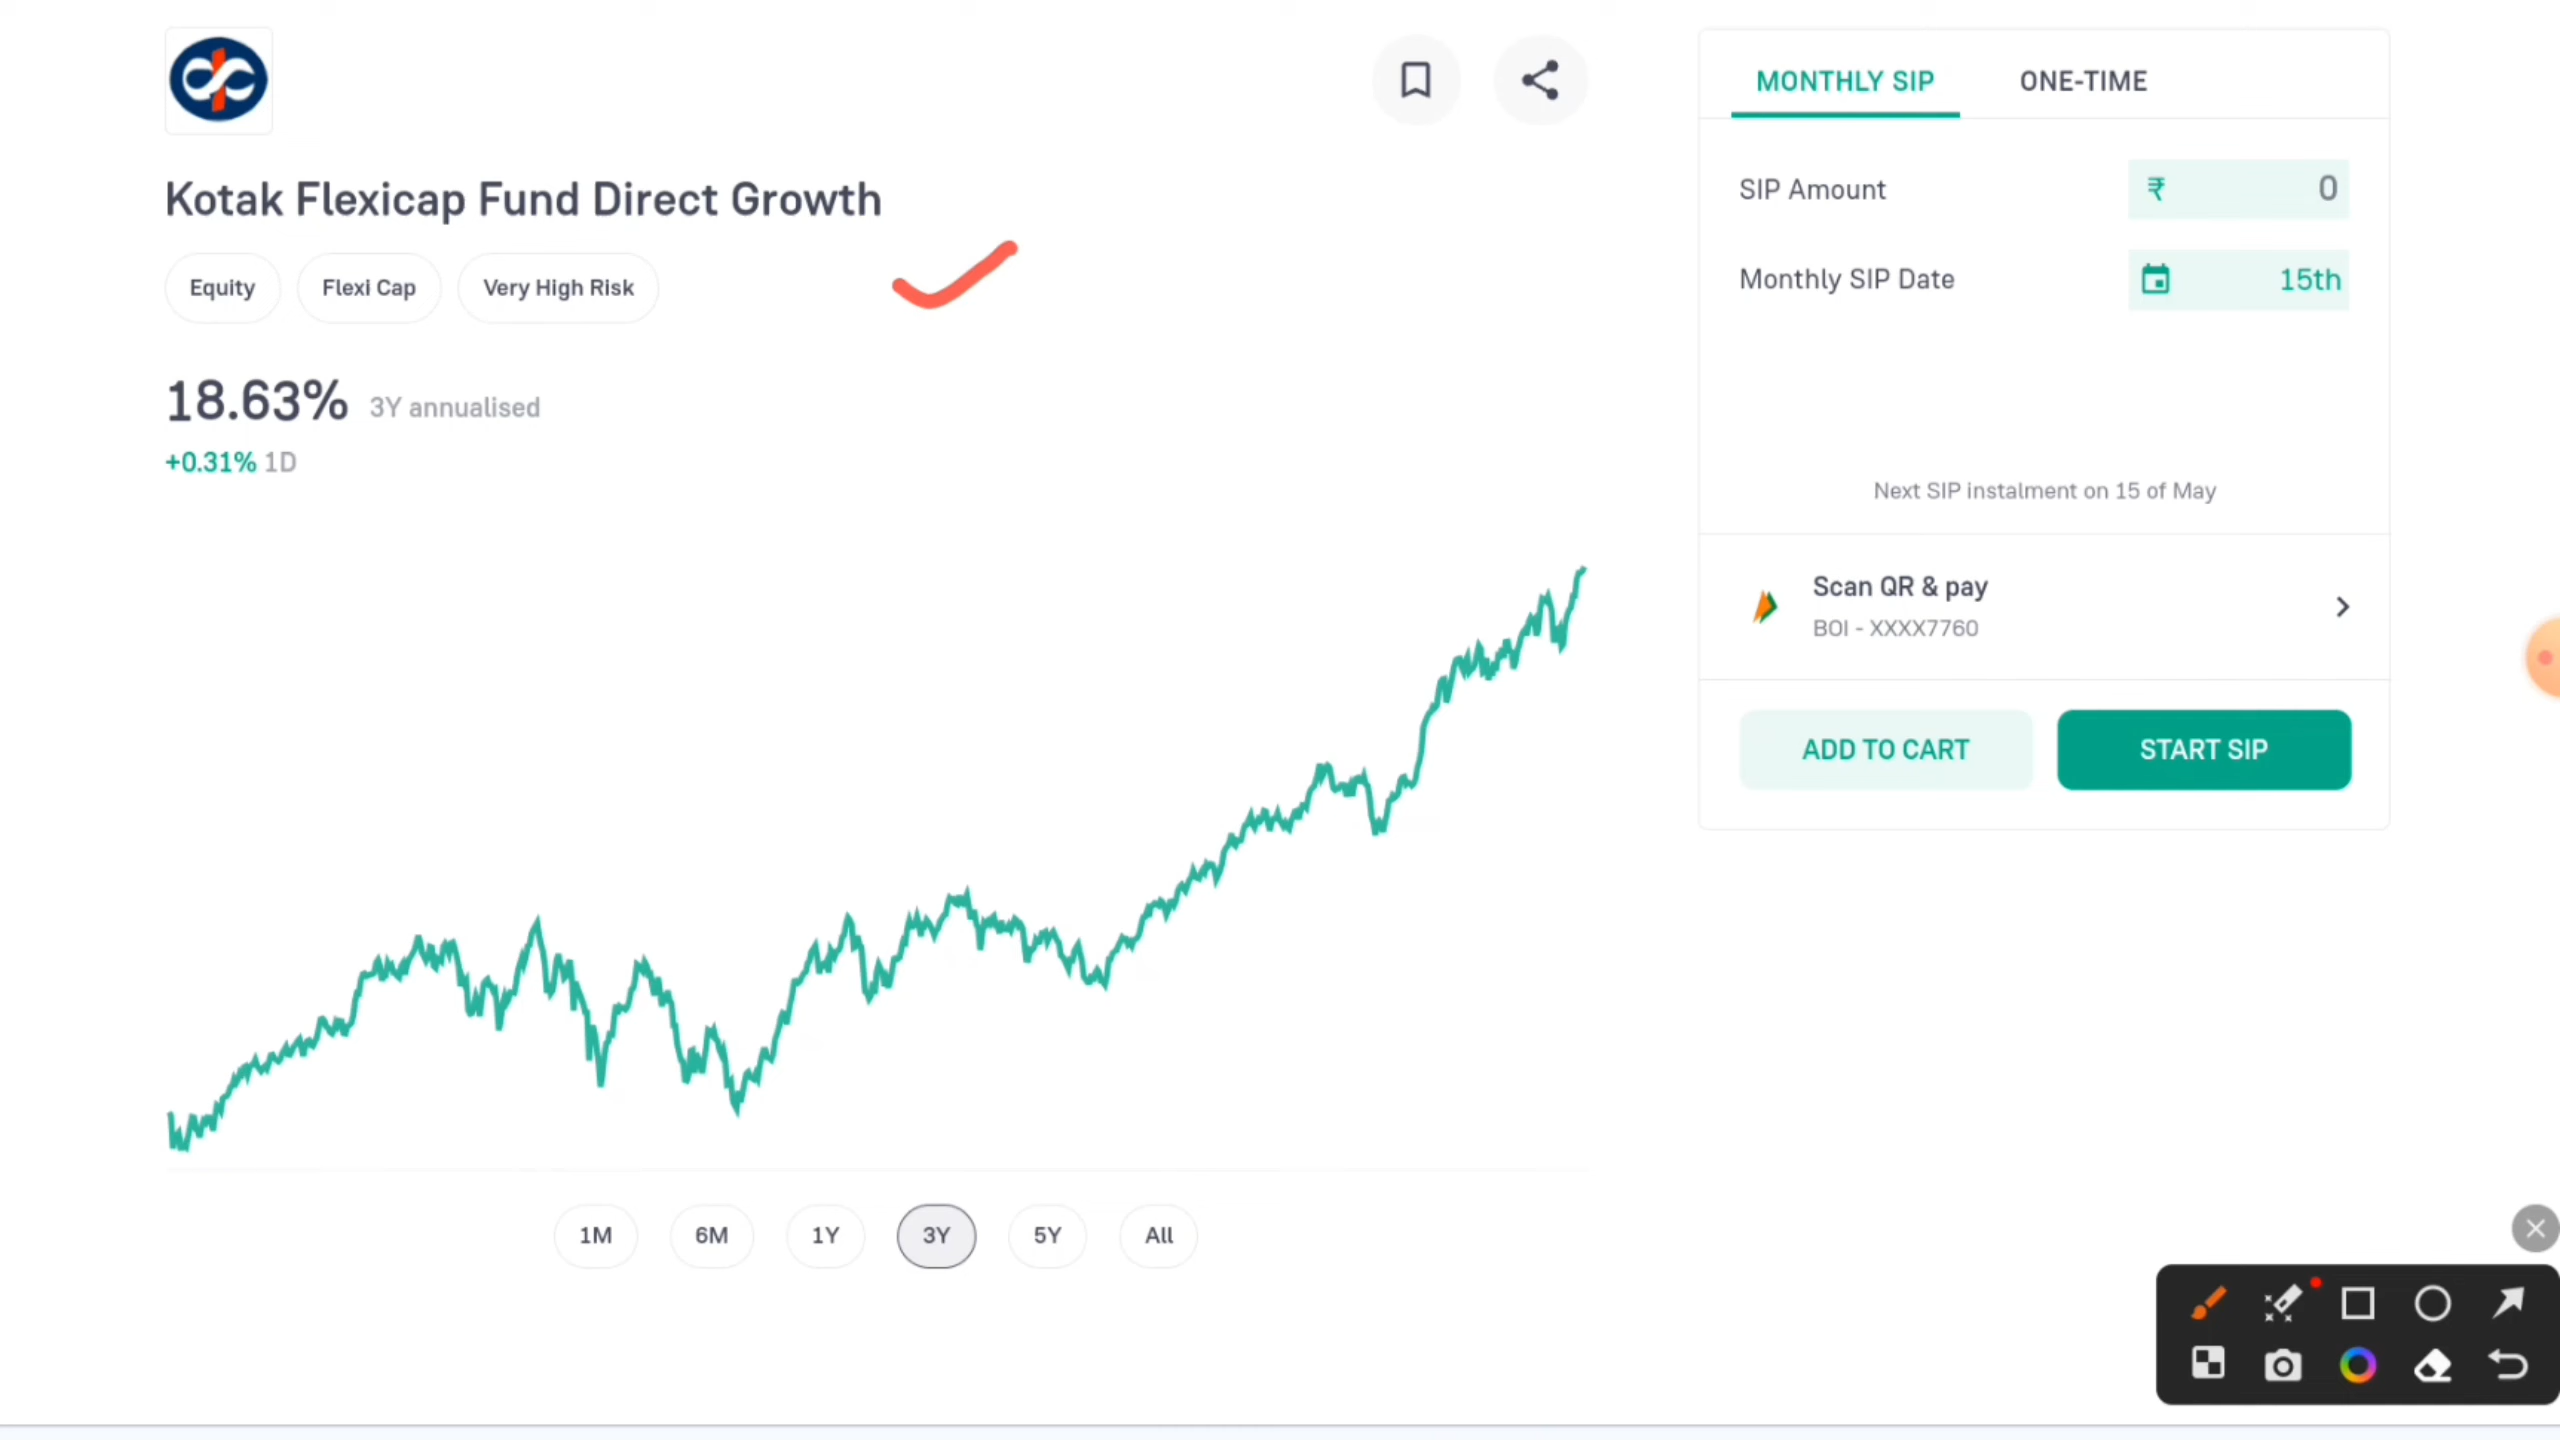 Kotak Flexicap Fund Direct Growth
Equity
Flexi Cap
Very High Risk
18.63% 3Y annualised
+0.31% 1D
1M 6M 1Y 3Y 5Y All
MONTHLY SIP ONE-TIME
SIP Amount ₹ 0
Monthly SIP Date 15th
Next SIP instalment on 15 of May
Scan QR & pay
BOI - XXXX7760
ADD TO CART START SIP